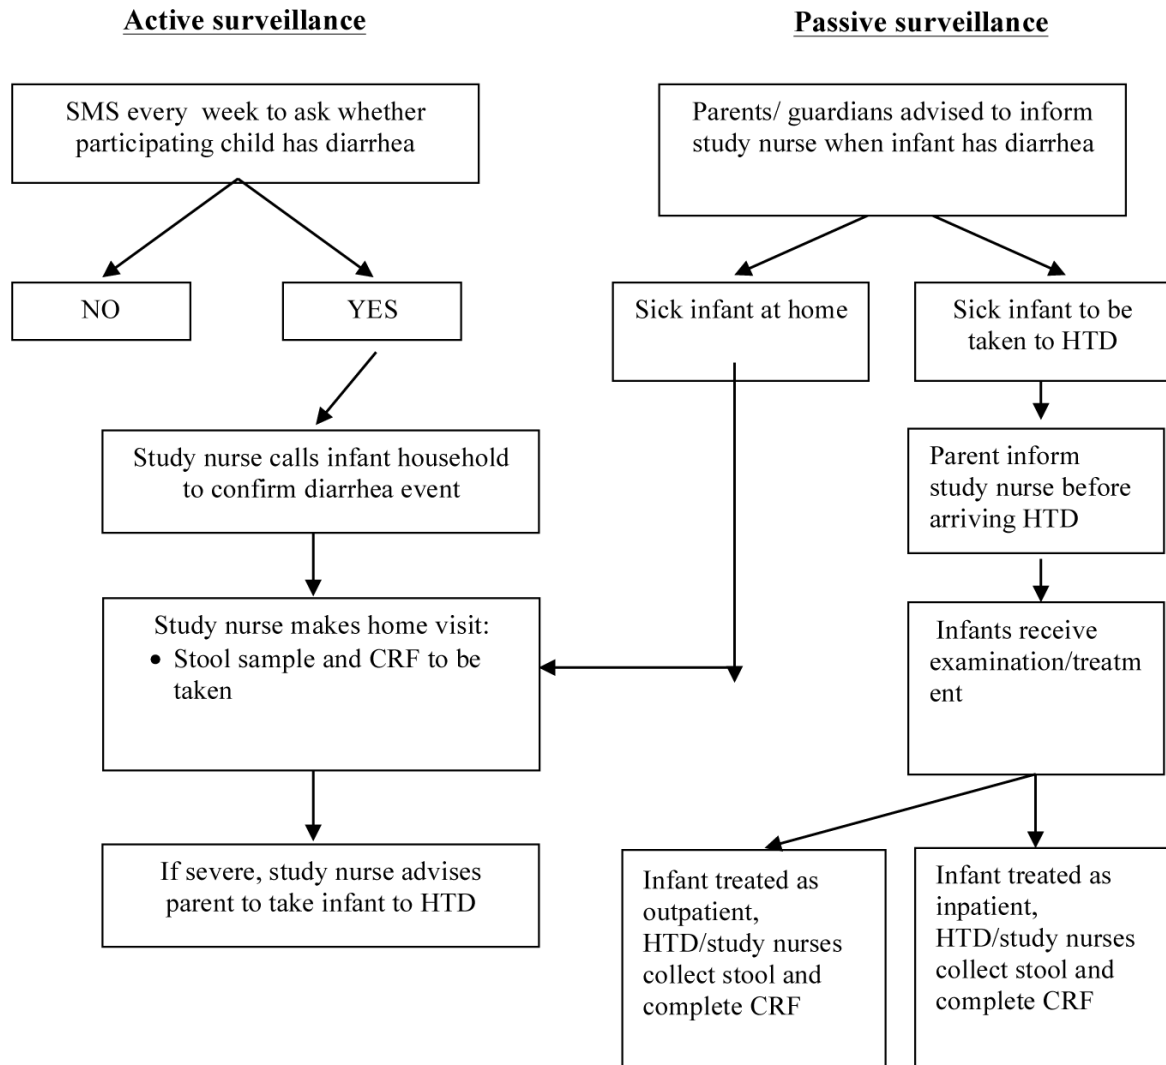 Active surveillance
SMS every week to ask whether
participating child has diarrhea
NO
YES
Study nurse calls infant household
to confirm diarrhea event
Study nurse makes home visit:
• Stool sample and CRF to be
taken
If severe, study nurse advises
parent to take infant to HTD
Passive surveillance
Parents/ guardians advised to inform
study nurse when infant has diarrhea
Sick infant at home
Sick infant to be
taken to HTD
Parent inform
study nurse before
arriving HTD
Infants receive
examination/treatm
ent
Infant treated as
outpatient,
HTD/study nurses
collect stool and
complete CRF
Infant treated as
inpatient,
HTD/study nurses
collect stool and
complete CRF